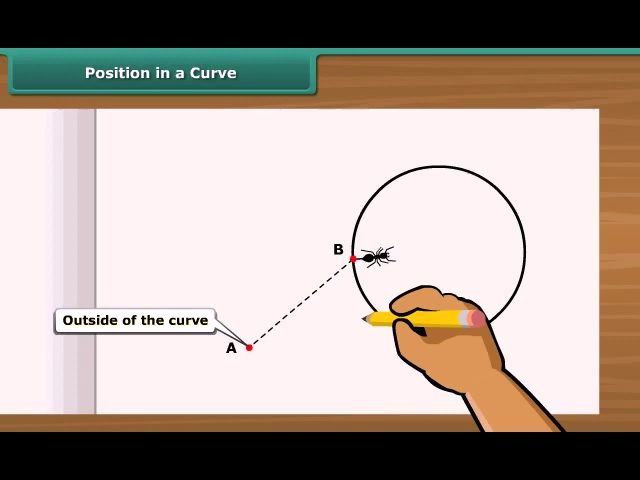 Position in a Curve
B
Outside of the curve
A